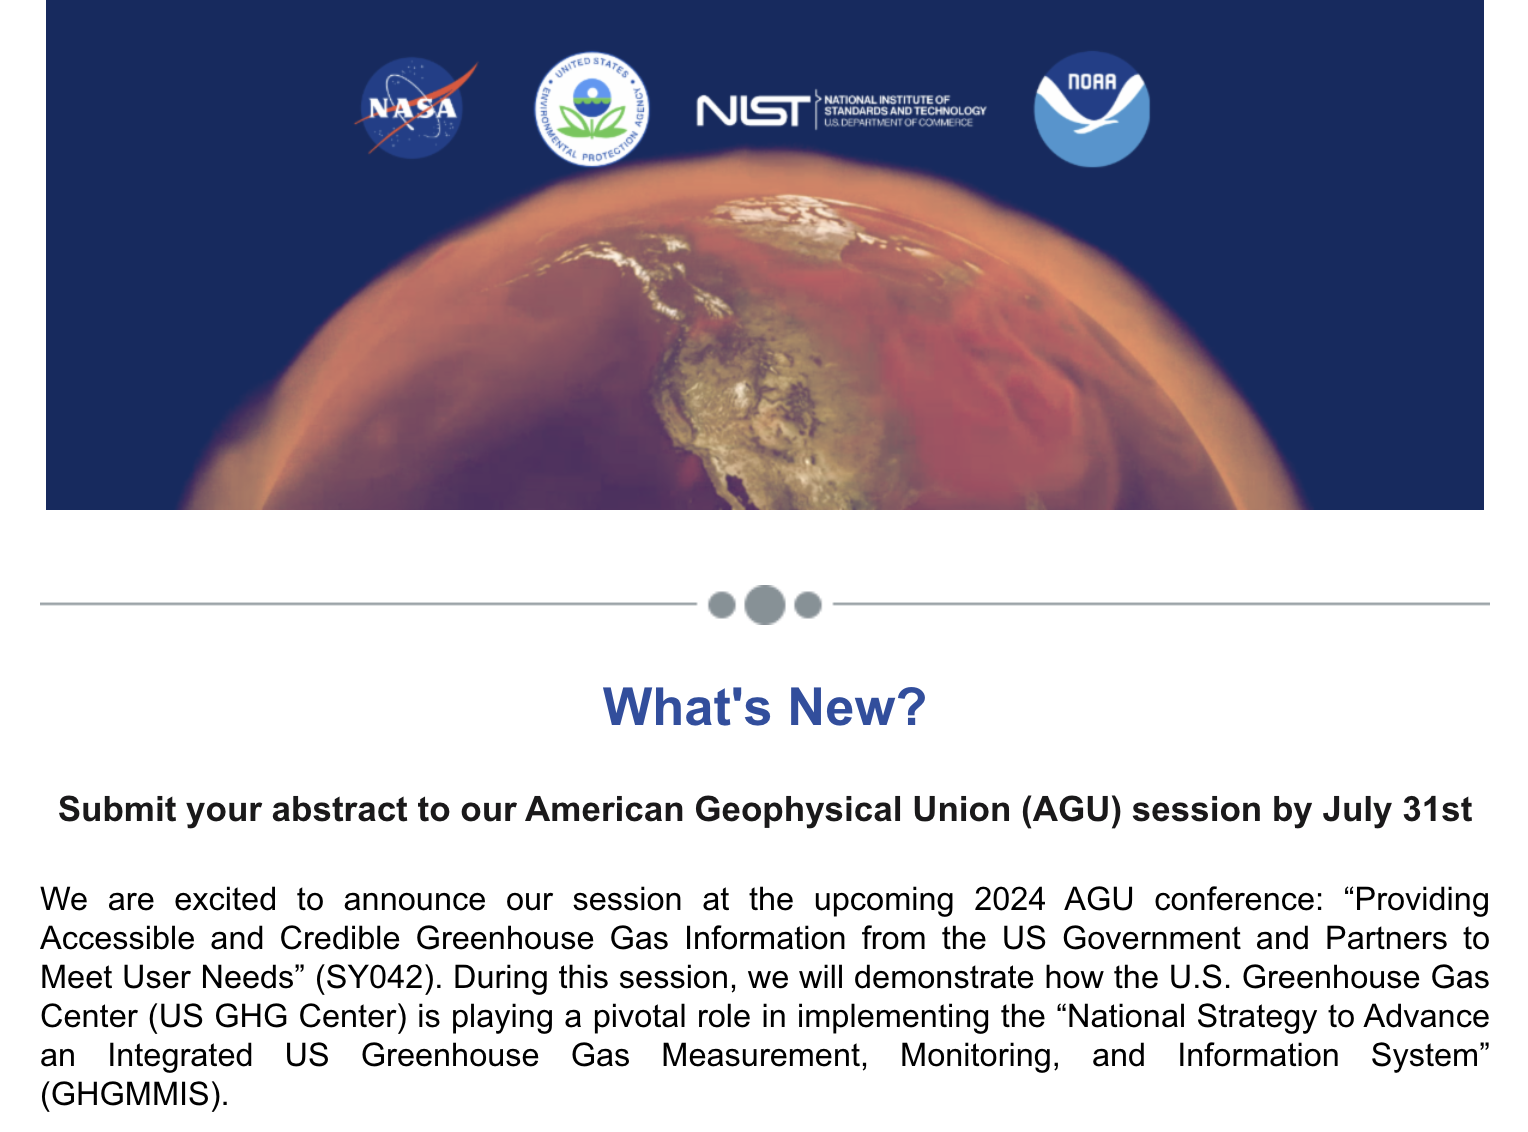 NASA
UNITED STATES
ENVIRONMENTAL PROTECTION AGENCY
NIST
NATIONAL INSTITUTE OF
STANDARDS AND TECHNOLOGY
U.S. DEPARTMENT OF COMMERCE
NOAA
What's New?
Submit your abstract to our American Geophysical Union (AGU) session by July 31st
We are excited to announce our session at the upcoming 2024 AGU conference: “Providing
Accessible and Credible Greenhouse Gas Information from the US Government and Partners to
Meet User Needs” (SY042). During this session, we will demonstrate how the U.S. Greenhouse Gas
Center (US GHG Center) is playing a pivotal role in implementing the “National Strategy to Advance
an Integrated US Greenhouse Gas Measurement, Monitoring, and Information System”
(GHGMMIS).